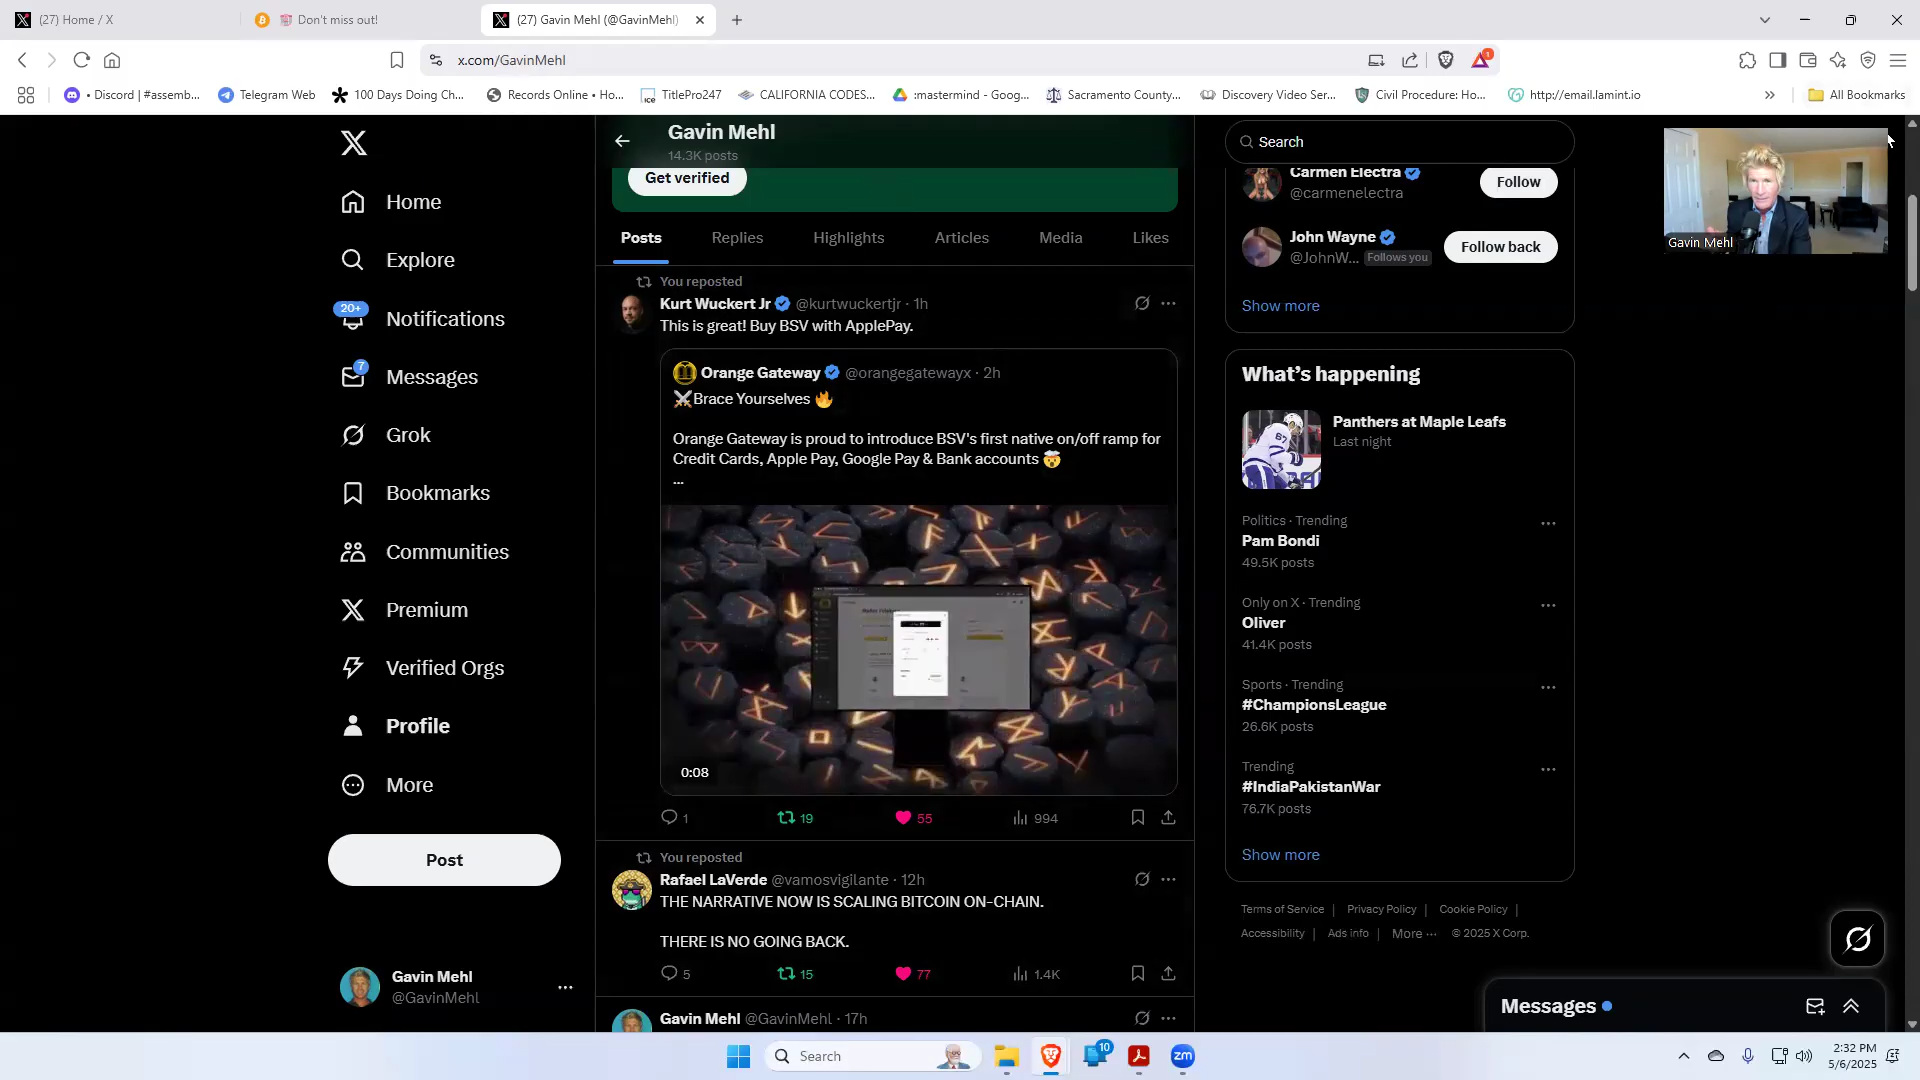 (27) Home / X
Don't miss out!
(27) Gavin Mehl (@GavinMehl)
x.com/GavinMehl
1
• Discord | #assemb...
Telegram Web
100 Days Doing Ch...
Records Online • Ho...
TitlePro247
CALIFORNIA CODES...
:mastermind - Goog...
Sacramento County...
Discovery Video Ser...
Civil Procedure: Ho...
http://email.lamint.io
All Bookmarks
Home
Explore
20+
Notifications
7
Messages
Grok
Bookmarks
Communities
Premium
Verified Orgs
Profile
More
Post
Gavin Mehl
@GavinMehl
Gavin Mehl
14.3K posts
Get verified
Posts
Replies
Highlights
Articles
Media
Likes
You reposted
Kurt Wuckert Jr @kurtwuckertjr · 1h
This is great! Buy BSV with ApplePay.
Orange Gateway @orangegatewayx · 2h
⚔Brace Yourselves 🔥
Orange Gateway is proud to introduce BSV's first native on/off ramp for
Credit Cards, Apple Pay, Google Pay & Bank accounts 🤯
...
0:08
1
19
55
994
You reposted
Rafael LaVerde @vamosvigilante · 12h
THE NARRATIVE NOW IS SCALING BITCOIN ON-CHAIN.
THERE IS NO GOING BACK.
5
15
77
1.4K
Gavin Mehl @GavinMehl · 17h
Search
Carmen Electra
@carmenelectra
Follow
John Wayne
@JohnW... Follows you
Follow back
Show more
What's happening
Panthers at Maple Leafs
Last night
Politics · Trending
Pam Bondi
49.5K posts
Only on X · Trending
Oliver
41.4K posts
Sports · Trending
#ChampionsLeague
26.6K posts
Trending
#IndiaPakistanWar
76.7K posts
Show more
Terms of Service | Privacy Policy | Cookie Policy |
Accessibility | Ads info | More ··· © 2025 X Corp.
Gavin Mehl
Messages
Search
10
zm
2:32 PM
5/6/2025